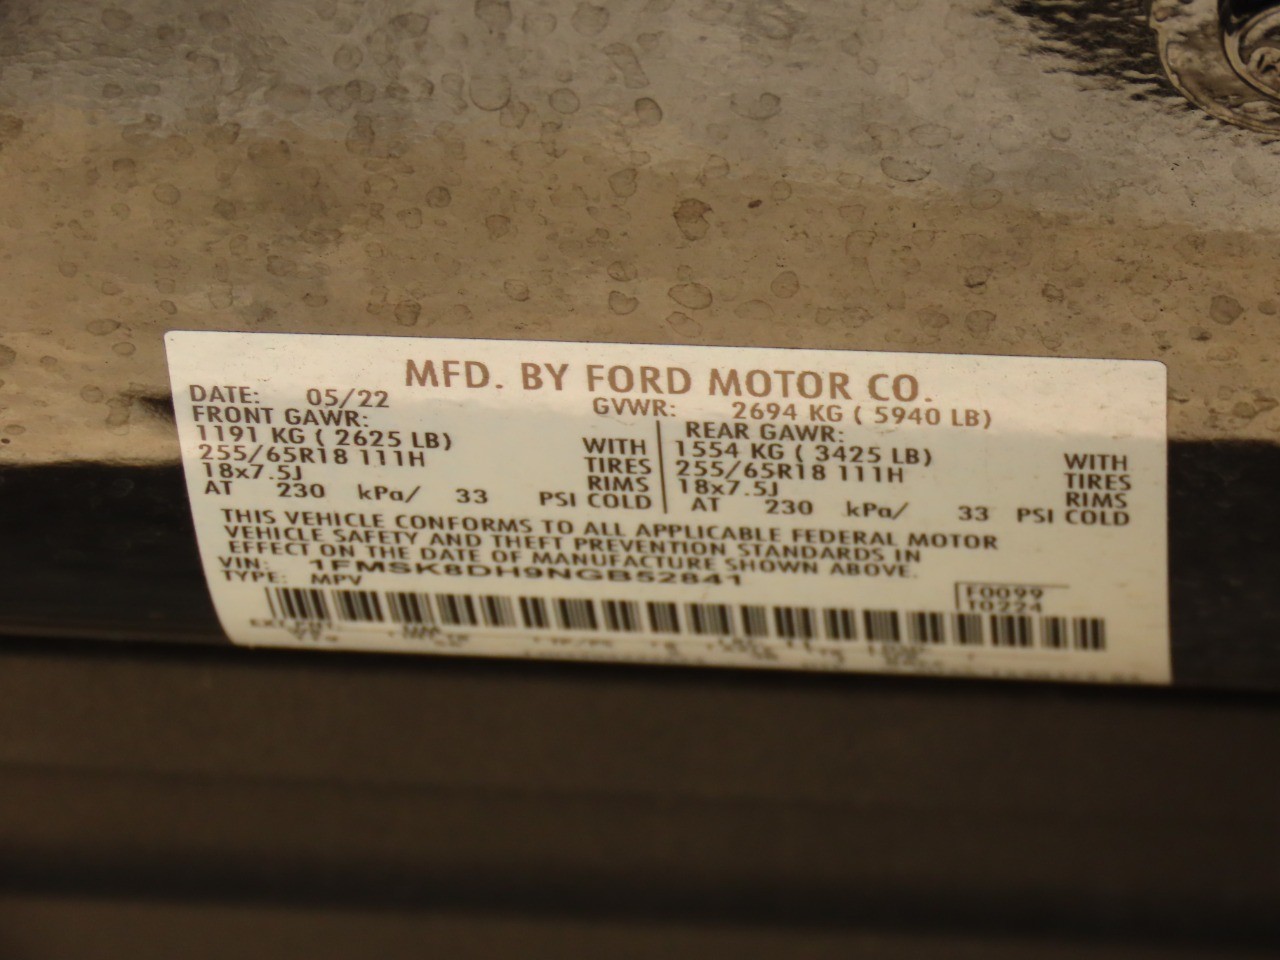 MFD. BY FORD MOTOR CO.
DATE: 05/22 GVWR: 2694 KG ( 5940 LB)
FRONT GAWR: REAR GAWR:
1191 KG ( 2625 LB) WITH 1554 KG ( 3425 LB) WITH
255/65R18 111H TIRES 255/65R18 111H TIRES
18x7.5J RIMS 18x7.5J RIMS
AT 230 kPa/ 33 PSI COLD AT 230 kPa/ 33 PSI COLD
THIS VEHICLE CONFORMS TO ALL APPLICABLE FEDERAL MOTOR
VEHICLE SAFETY AND THEFT PREVENTION STANDARDS IN
EFFECT ON THE DATE OF MANUFACTURE SHOWN ABOVE.
VIN: 1FMSK8DH9NGB52841
TYPE: MPV
F0099
T0224